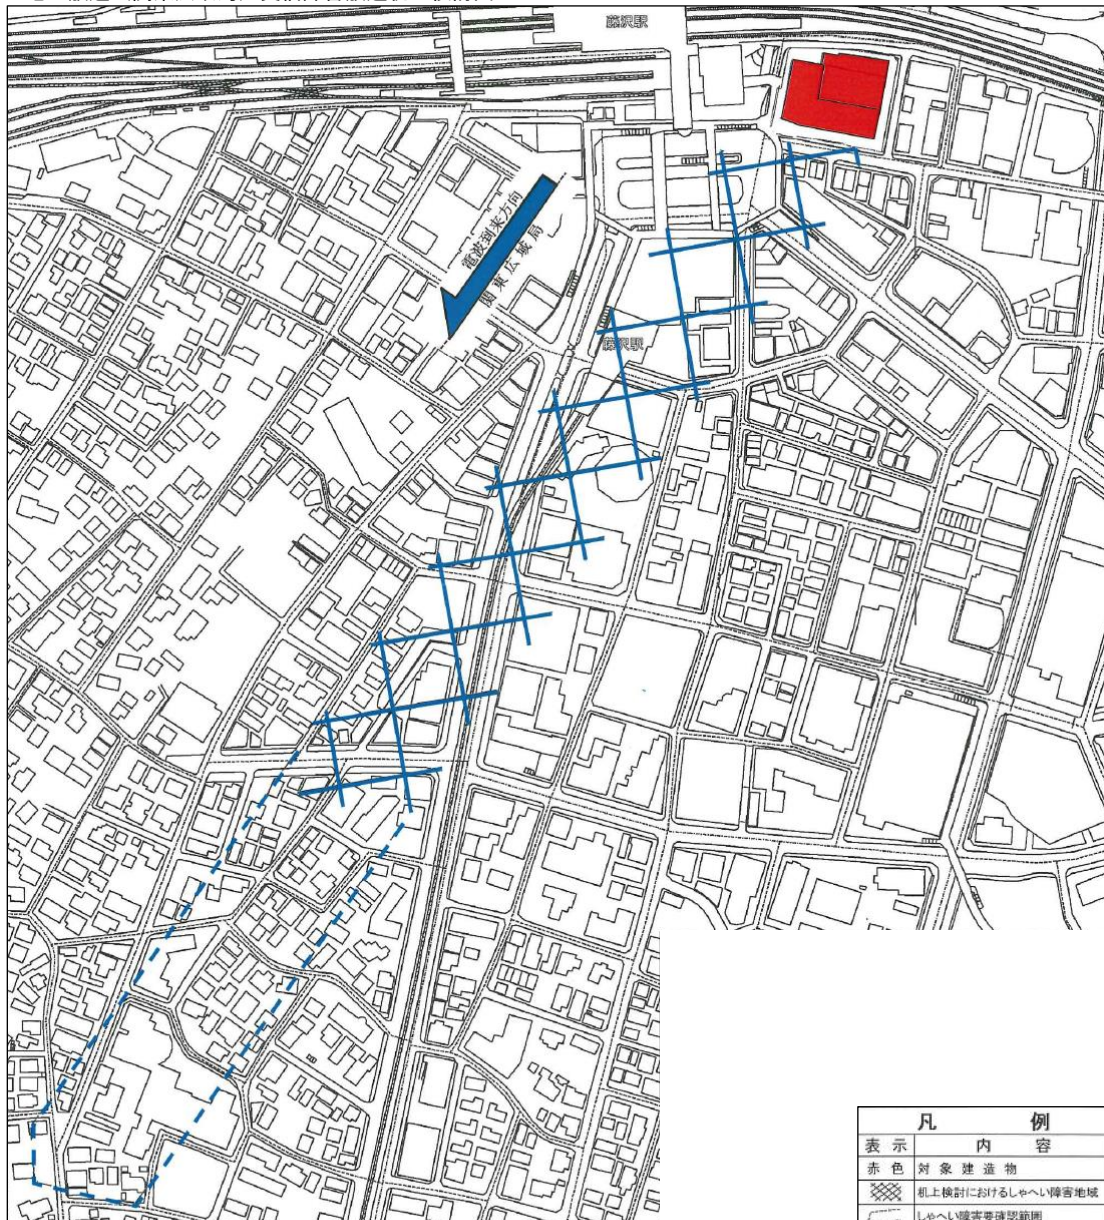 藤沢駅
電波到来方向
関東広域局
藤沢駅
凡例
表示 内容
赤色 対象建造物
机上検討におけるしゃへい障害地域
しゃへい障害要確認範囲